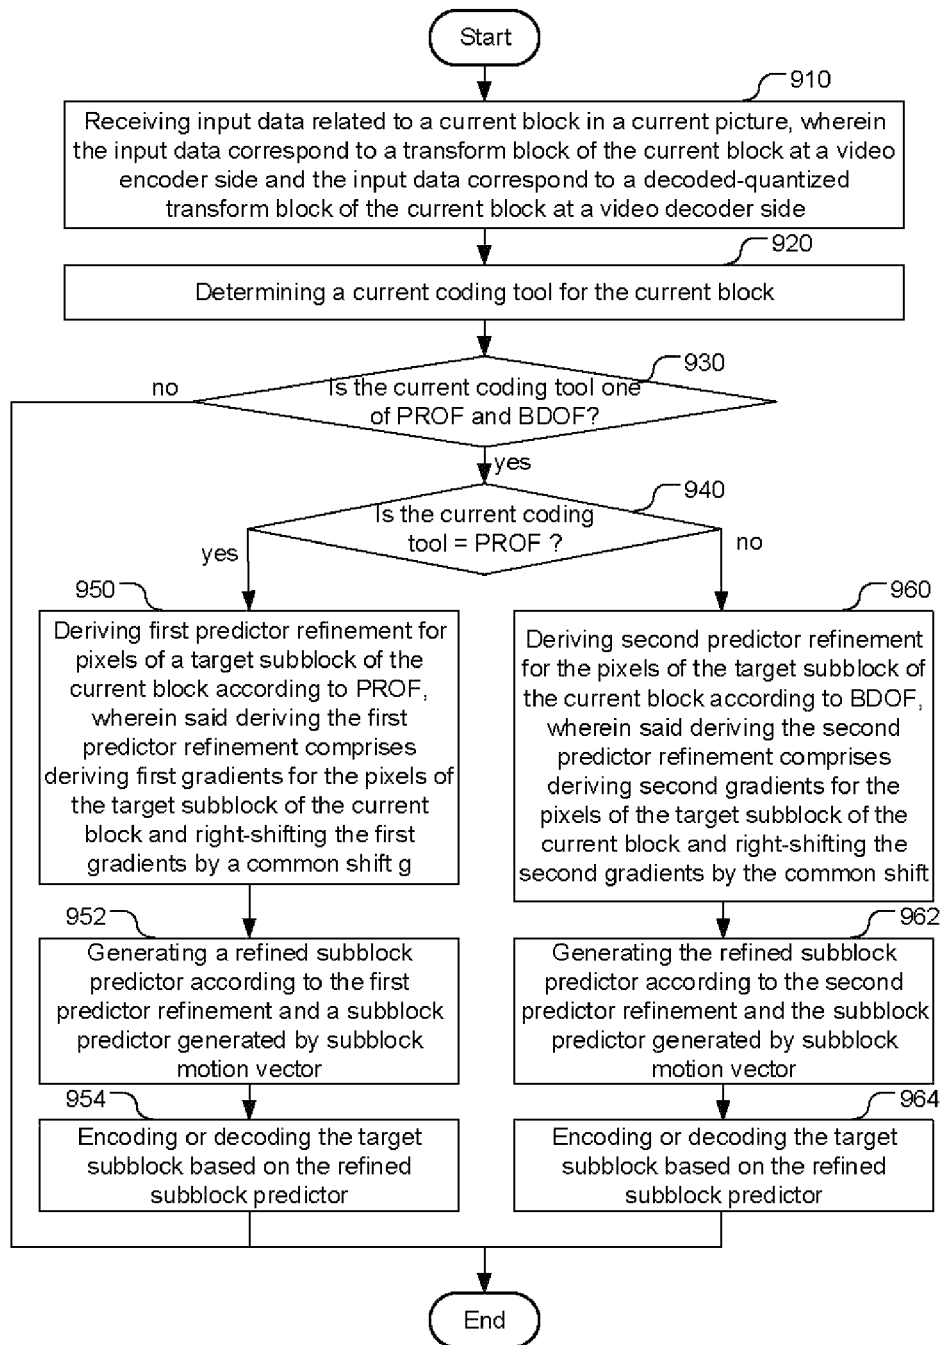 Start
910
Receiving input data related to a current block in a current picture, wherein
the input data correspond to a transform block of the current block at a video
encoder side and the input data correspond to a decoded-quantized
transform block of the current block at a video decoder side
920
Determining a current coding tool for the current block
930
no
Is the current coding tool one
of PROF and BDOF?
yes
940
Is the current coding
tool = PROF ?
yes
no
950
Deriving first predictor refinement for
pixels of a target subblock of the
current block according to PROF,
wherein said deriving the first
predictor refinement comprises
deriving first gradients for the pixels of
the target subblock of the current
block and right-shifting the first
gradients by a common shift g
960
Deriving second predictor refinement
for the pixels of the target subblock of
the current block according to BDOF,
wherein said deriving the second
predictor refinement comprises
deriving second gradients for the
pixels of the target subblock of the
current block and right-shifting the
second gradients by the common shift
952
Generating a refined subblock
predictor according to the first
predictor refinement and a subblock
predictor generated by subblock
motion vector
962
Generating the refined subblock
predictor according to the second
predictor refinement and the subblock
predictor generated by subblock
motion vector
954
Encoding or decoding the target
subblock based on the refined
subblock predictor
964
Encoding or decoding the target
subblock based on the refined
subblock predictor
End